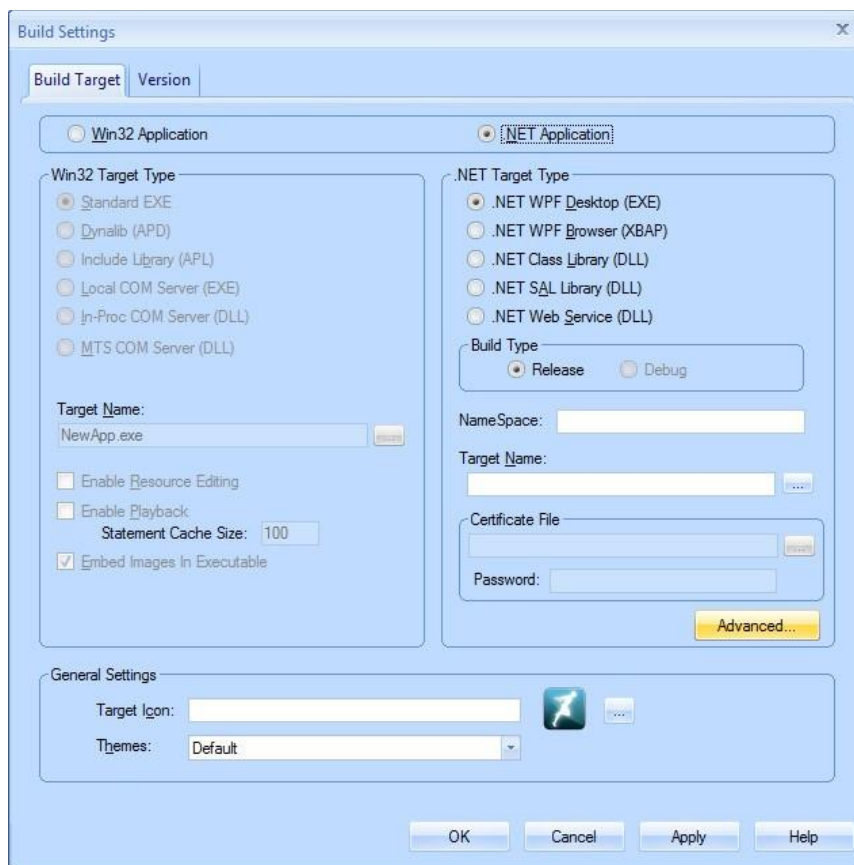 Build Settings
Build Target
Version
Win32 Application
.NET Application
Win32 Target Type
Standard EXE
Dynalib (APD)
Include Library (APL)
Local COM Server (EXE)
In-Proc COM Server (DLL)
MTS COM Server (DLL)
Target Name:
NewApp.exe
Enable Resource Editing
Enable Playback
Statement Cache Size: 100
Embed Images In Executable
.NET Target Type
.NET WPF Desktop (EXE)
.NET WPF Browser (XBAP)
.NET Class Library (DLL)
.NET SAL Library (DLL)
.NET Web Service (DLL)
Build Type
Release
Debug
NameSpace:
Target Name:
...
Certificate File
Password:
Advanced...
General Settings
Target Icon:
...
Themes: Default
OK
Cancel
Apply
Help